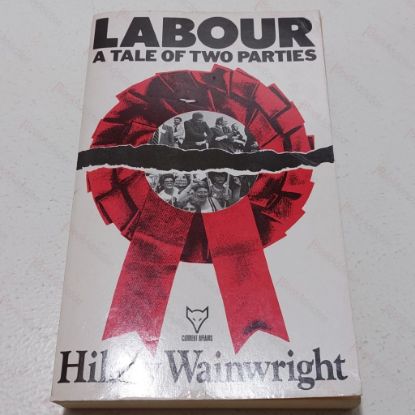 LABOUR
A TALE OF TWO PARTIES
CURRENT AFFAIRS
Hilary Wainwright